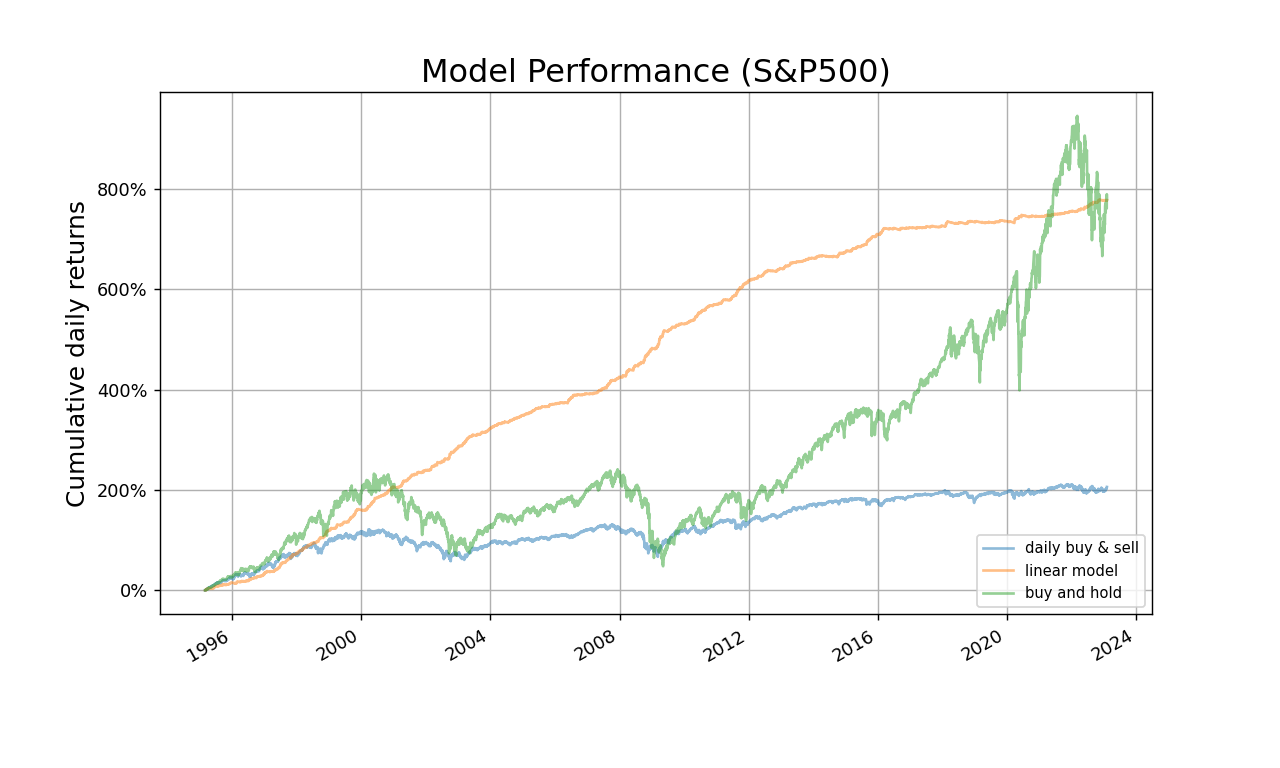 Model Performance (S&P500)
Cumulative daily returns
800%
600%
400%
200%
0%
daily buy & sell
linear model
buy and hold
1996
2000
2004
2008
2012
2016
2020
2024